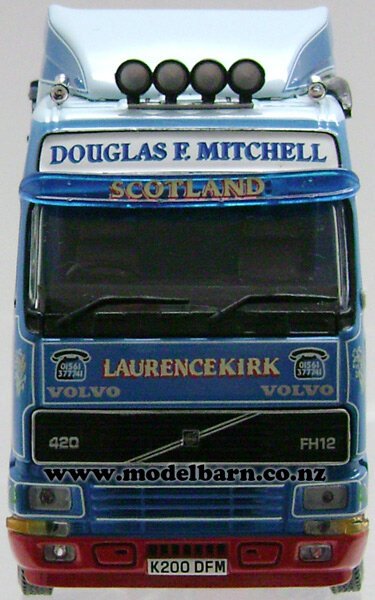 DOUGLAS F. MITCHELL
SCOTLAND
01561 377741 LAURENCEKIRK 01561 377741
VOLVO VOLVO
420 FH12
www.modelbarn.co.nz
K200 DFM